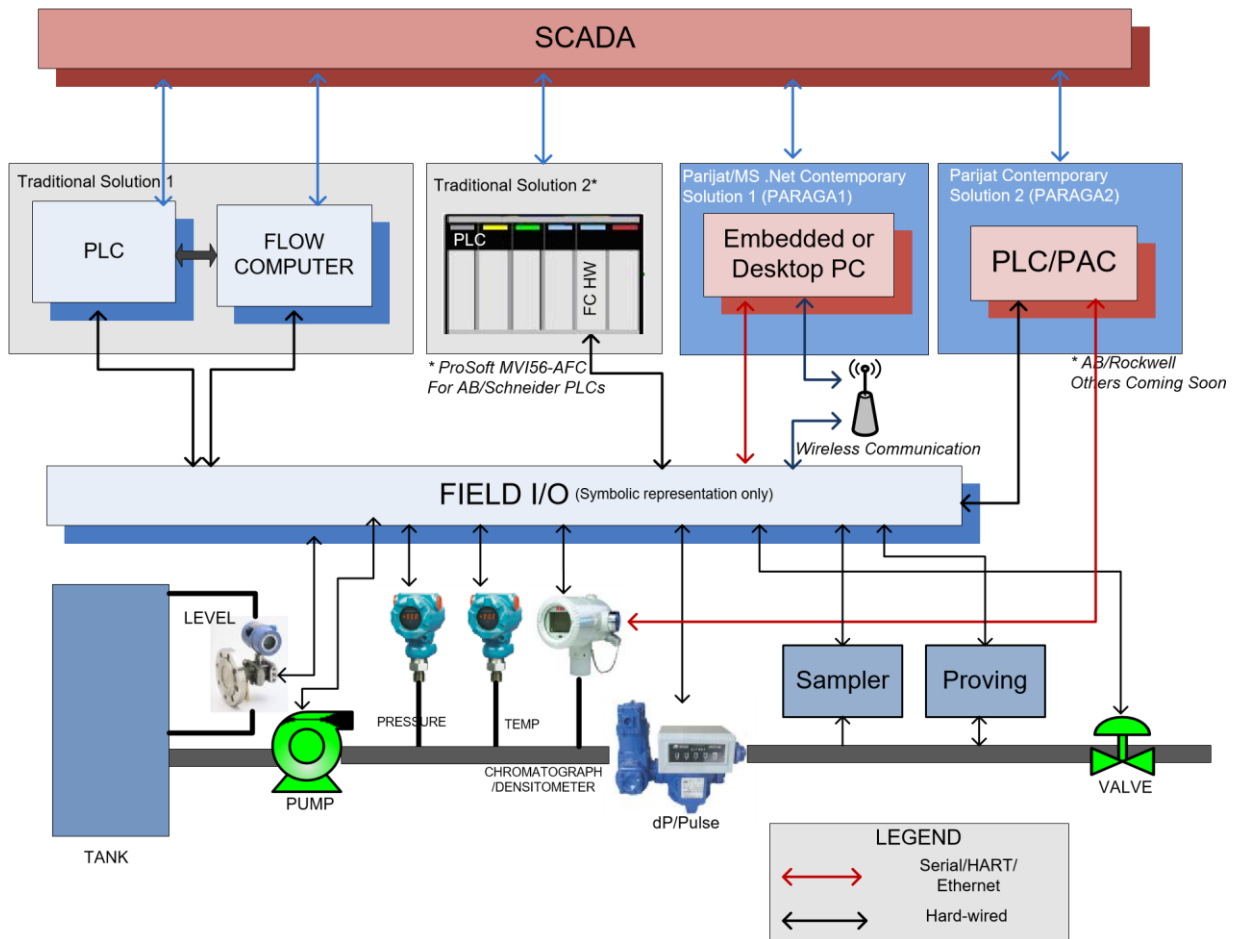 SCADA
Traditional Solution 1
PLC
FLOW
COMPUTER
Traditional Solution 2*
PLC
FC HW
* ProSoft MVI56-AFC
For AB/Schneider PLCs
Parijat/MS .Net Contemporary
Solution 1 (PARAGA1)
Embedded or
Desktop PC
Parijat Contemporary
Solution 2 (PARAGA2)
PLC/PAC
* AB/Rockwell
Others Coming Soon
Wireless Communication
FIELD I/O (Symbolic representation only)
LEVEL
PRESSURE
TEMP
CHROMATOGRAPH
/DENSITOMETER
Sampler
Proving
PUMP
dP/Pulse
VALVE
TANK
LEGEND
Serial/HART/
Ethernet
Hard-wired